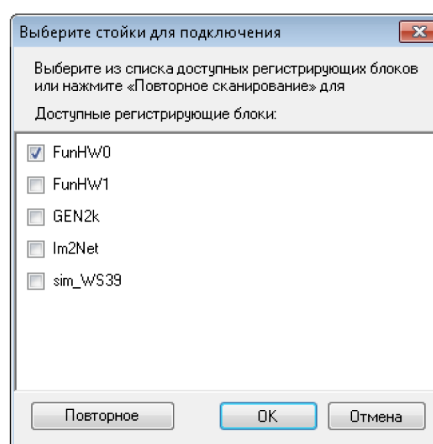 Выберите стойки для подключения
Выберите из списка доступных регистрирующих блоков
или нажмите «Повторное сканирование» для
Доступные регистрирующие блоки:
FunHW0
FunHW1
GEN2k
Im2Net
sim_WS39
Повторное
OK
Отмена